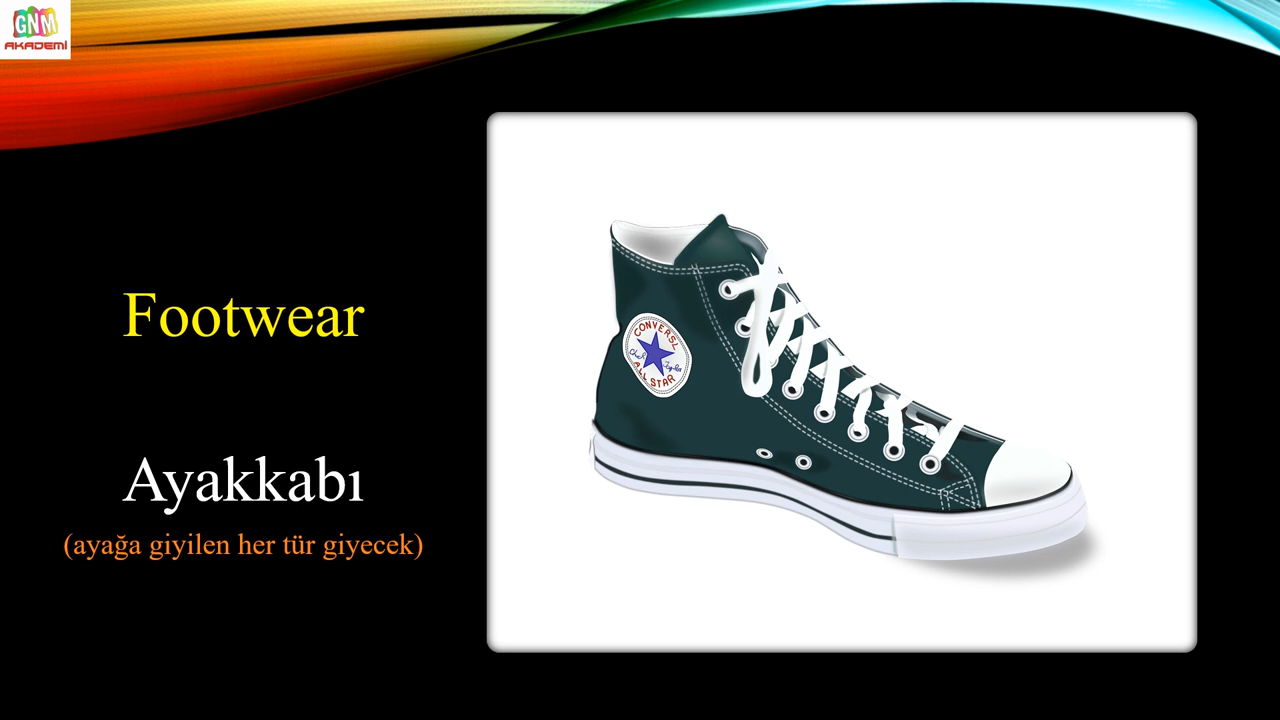 GNM
AKADEMİ
Footwear
Ayakkabı
(ayağa giyilen her tür giyecek)
CONVERSE
ALL STAR